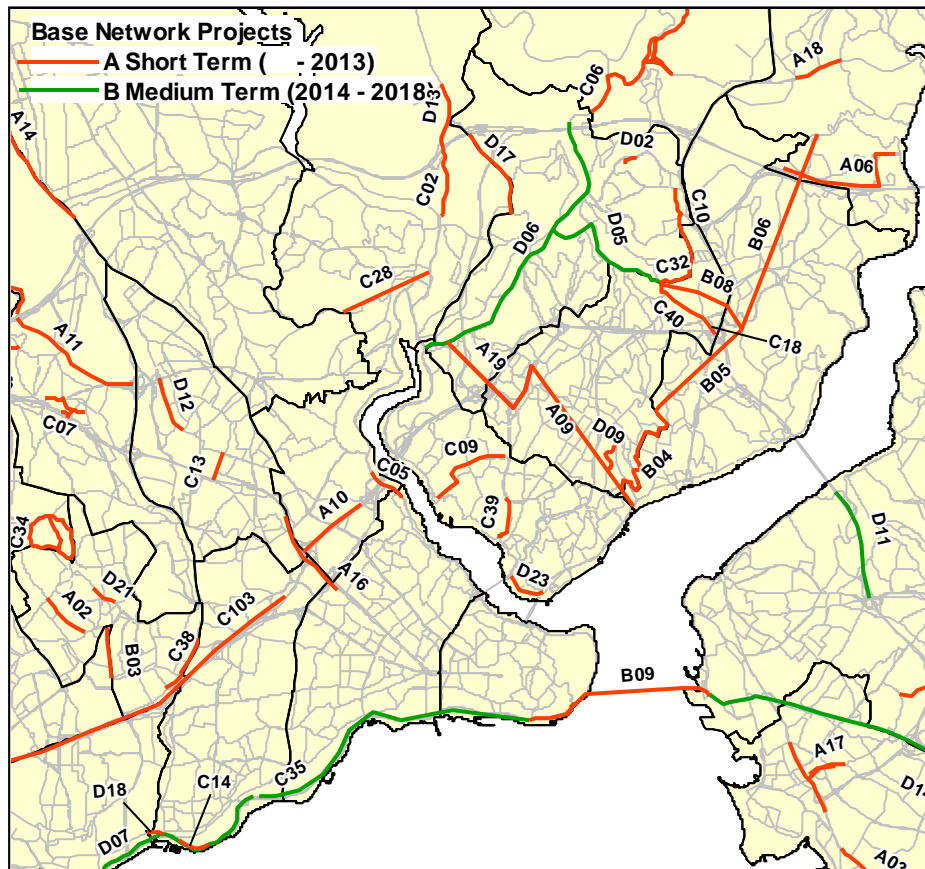 Base Network Projects
A Short Term ( - 2013)
B Medium Term (2014 - 2018)
A14
D13
C06
A18
D17
D02
A06
C02
C10
D06
D05
B06
C28
C32
B08
A11
C40
C18
A19
B05
D12
C07
A09
D09
C09
B04
C13
C05
A10
C39
C34
D11
D21
A16
D23
A02
C103
B03
C38
B09
A17
C14
C35
D18
D07
A03